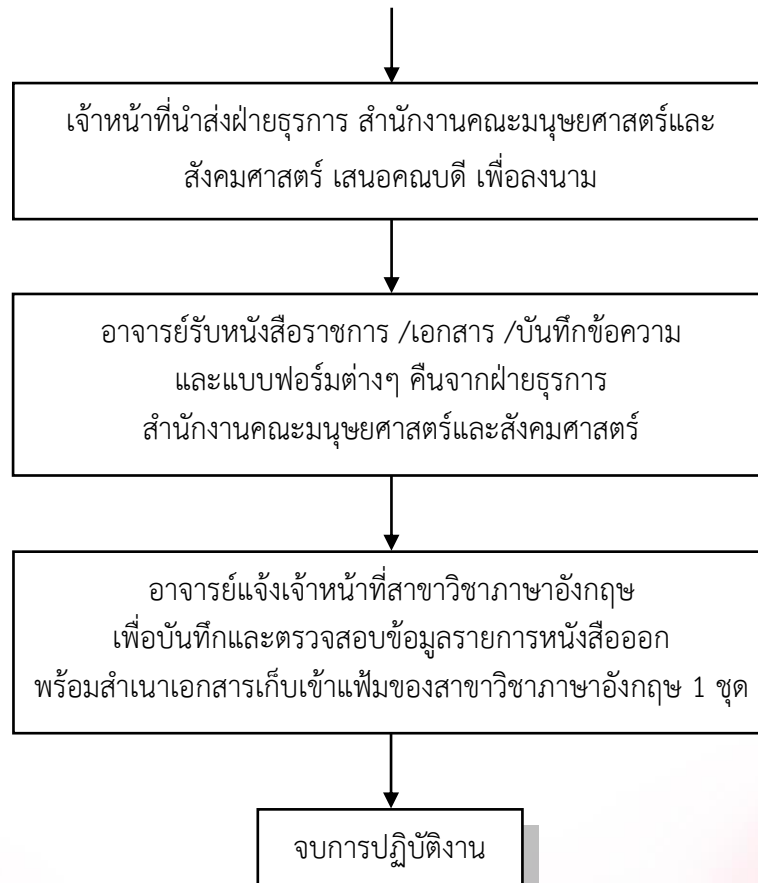 เจ้าหน้าที่นำส่งฝ่ายธุรการ สำนักงานคณะมนุษยศาสตร์และ
สังคมศาสตร์ เสนอคณบดี เพื่อลงนาม
อาจารย์รับหนังสือราชการ /เอกสาร /บันทึกข้อความ
และแบบฟอร์มต่างๆ คืนจากฝ่ายธุรการ
สำนักงานคณะมนุษยศาสตร์และสังคมศาสตร์
อาจารย์แจ้งเจ้าหน้าที่สาขาวิชาภาษาอังกฤษ
เพื่อบันทึกและตรวจสอบข้อมูลรายการหนังสือออก
พร้อมสำเนาเอกสารเก็บเข้าแฟ้มของสาขาวิชาภาษาอังกฤษ 1 ชุด
จบการปฏิบัติงาน